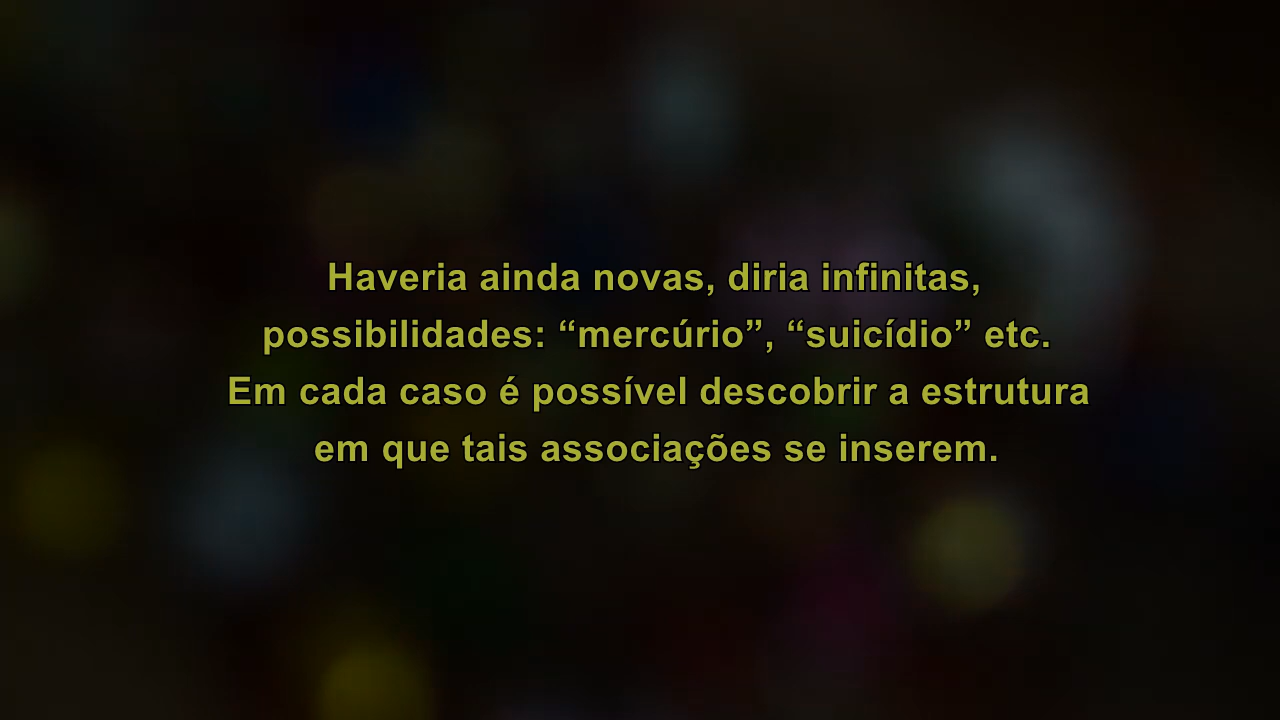 Haveria ainda novas, diria infinitas,
possibilidades: “mercúrio”, “suicídio” etc.
Em cada caso é possível descobrir a estrutura
em que tais associações se inserem.